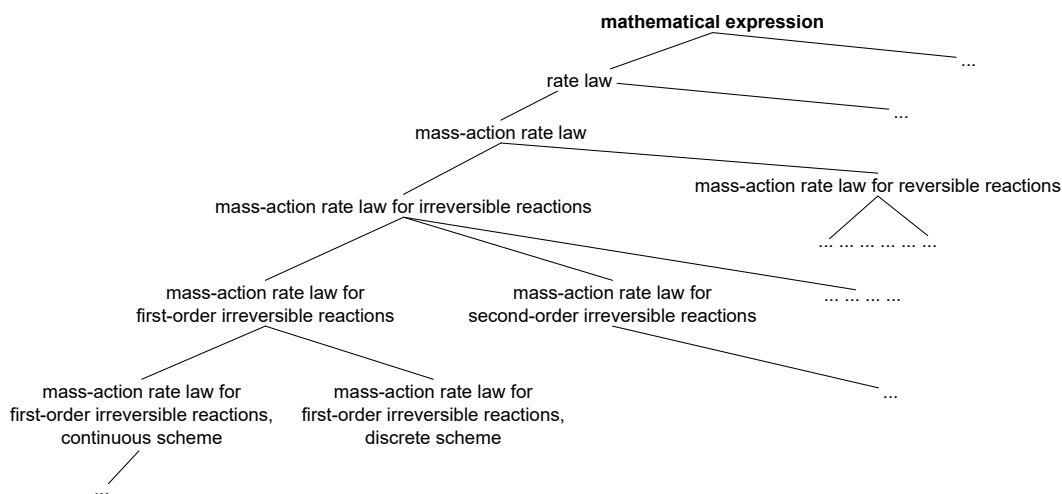 mathematical expression
...
rate law
...
mass-action rate law
mass-action rate law for reversible reactions
mass-action rate law for irreversible reactions
... ... ... ... ... ...
mass-action rate law for
first-order irreversible reactions
mass-action rate law for
second-order irreversible reactions
... ... ... ...
mass-action rate law for
first-order irreversible reactions,
continuous scheme
mass-action rate law for
first-order irreversible reactions,
discrete scheme
...
...